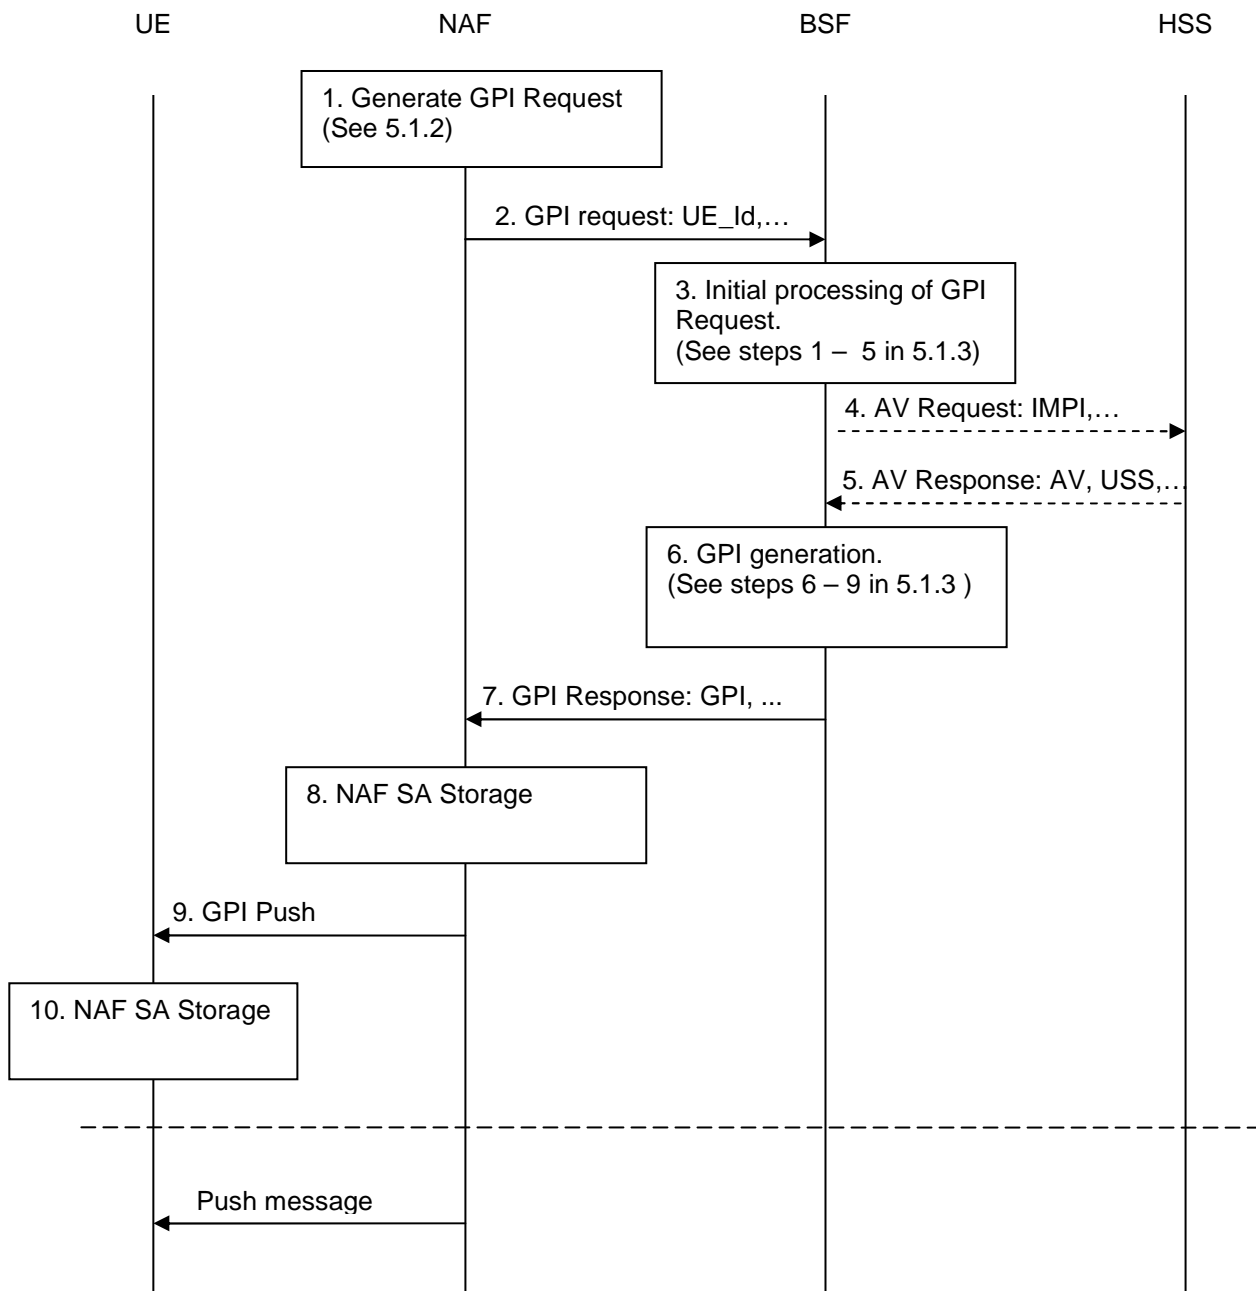 UE NAF BSF HSS
1. Generate GPI Request
(See 5.1.2)
2. GPI request: UE_Id,…
3. Initial processing of GPI
Request.
(See steps 1 – 5 in 5.1.3)
4. AV Request: IMPI,…
5. AV Response: AV, USS,…
6. GPI generation.
(See steps 6 – 9 in 5.1.3 )
7. GPI Response: GPI, ...
8. NAF SA Storage
9. GPI Push
10. NAF SA Storage
Push message